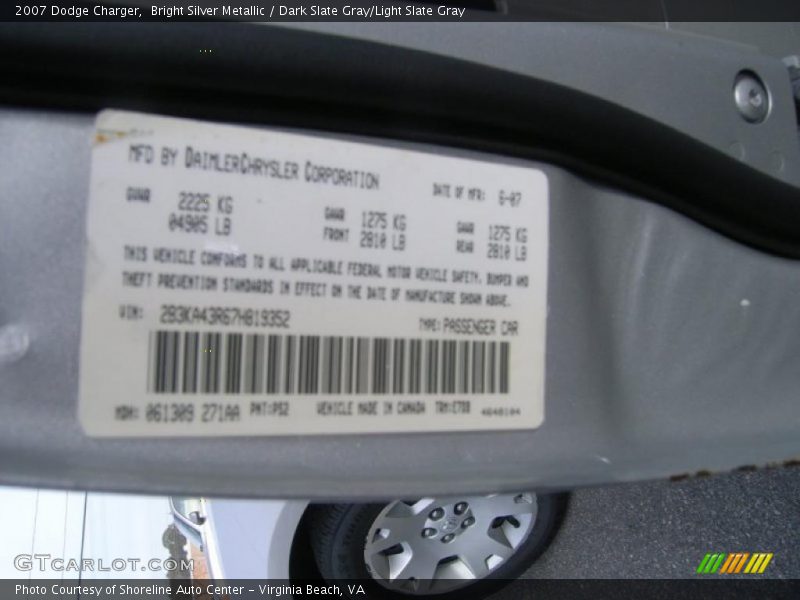 2007 Dodge Charger,  Bright Silver Metallic / Dark Slate Gray/Light Slate Gray
MFD BY DAIMLERCHRYSLER CORPORATION
DATE OF MFR: 6-07
GVWR 2225 KG
04905 LB
GAWR FRONT 1275 KG
2810 LB
GAWR REAR 1275 KG
2810 LB
THIS VEHICLE CONFORMS TO ALL APPLICABLE FEDERAL MOTOR VEHICLE SAFETY, BUMPER AND
THEFT PREVENTION STANDARDS IN EFFECT ON THE DATE OF MANUFACTURE SHOWN ABOVE.
VIN: 2B3KA43R67H819352
TYPE: PASSENGER CAR
MDH: 061309 271AA PNT: PS2 VEHICLE MADE IN CANADA TRM: E7D8 4648104
GTCARLOT.COM
Photo Courtesy of Shoreline Auto Center - Virginia Beach, VA